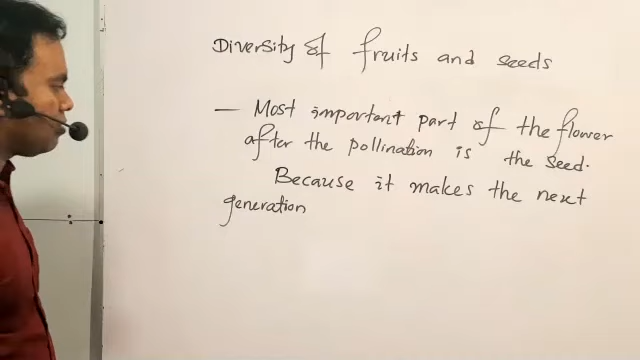 Diversity of fruits and seeds
— Most important part of the flower
after the pollination is the seed.
Because it makes the next
generation